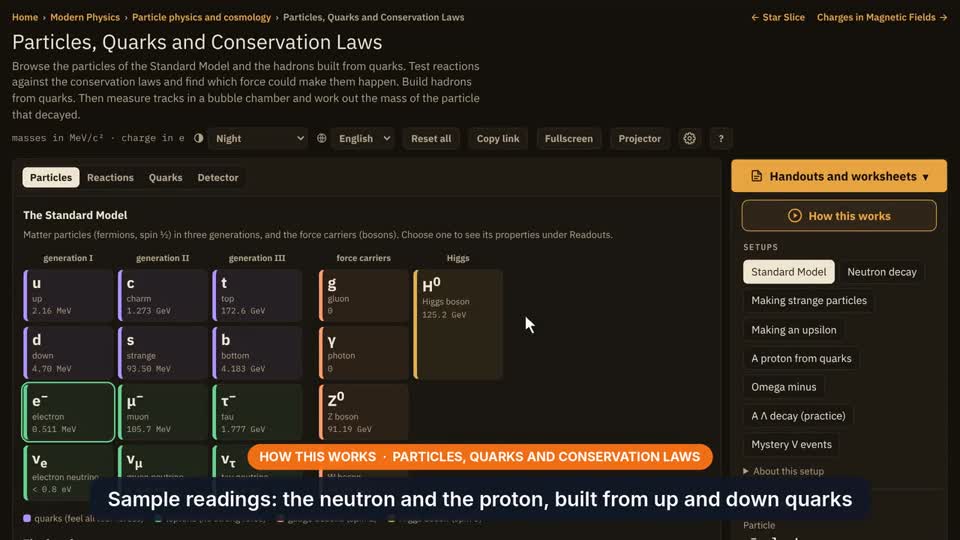 Home › Modern Physics › Particle physics and cosmology › Particles, Quarks and Conservation Laws
← Star Slice Charges in Magnetic Fields →
Particles, Quarks and Conservation Laws
Browse the particles of the Standard Model and the hadrons built from quarks. Test reactions
against the conservation laws and find which force could make them happen. Build hadrons
from quarks. Then measure tracks in a bubble chamber and work out the mass of the particle
that decayed.
masses in MeV/c² · charge in e Night English Reset all Copy link Fullscreen Projector ?
Particles Reactions Quarks Detector
The Standard Model
Matter particles (fermions, spin ½) in three generations, and the force carriers (bosons). Choose one to see its properties under Readouts.
generation I generation II generation III force carriers Higgs
u c t g H⁰
up charm top gluon Higgs boson
2.16 MeV 1.273 GeV 172.6 GeV 0 125.2 GeV
d s b γ
down strange bottom photon
4.70 MeV 93.50 MeV 4.183 GeV 0
e⁻ μ⁻ τ⁻ Z⁰
electron muon tau Z boson
0.511 MeV 105.7 MeV 1.777 GeV 91.19 GeV
νe νμ ντ
electron neutrino
< 0.8 eV
quarks (feel all
HOW THIS WORKS · PARTICLES, QUARKS AND CONSERVATION LAWS
Sample readings: the neutron and the proton, built from up and down quarks
Handouts and worksheets ▾
How this works
SETUPS
Standard Model Neutron decay
Making strange particles
Making an upsilon
A proton from quarks
Omega minus
A Λ decay (practice)
Mystery V events
▶ About this setup
Particle